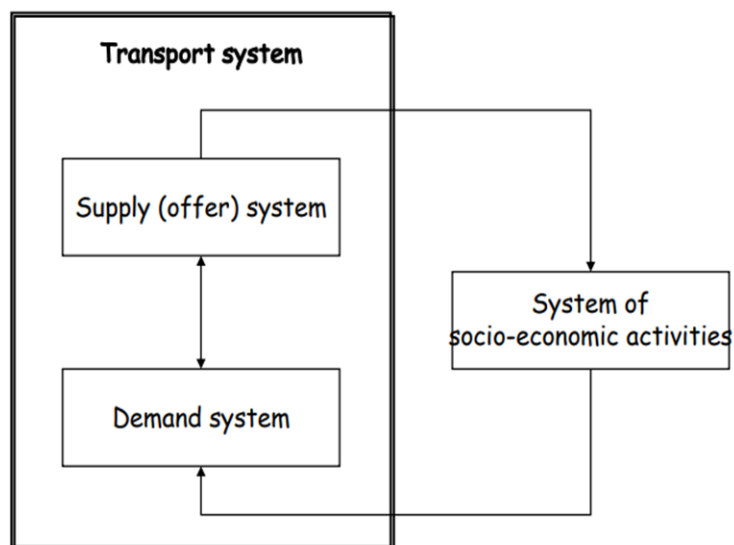 Transport system
Supply (offer) system
System of
socio-economic activities
Demand system